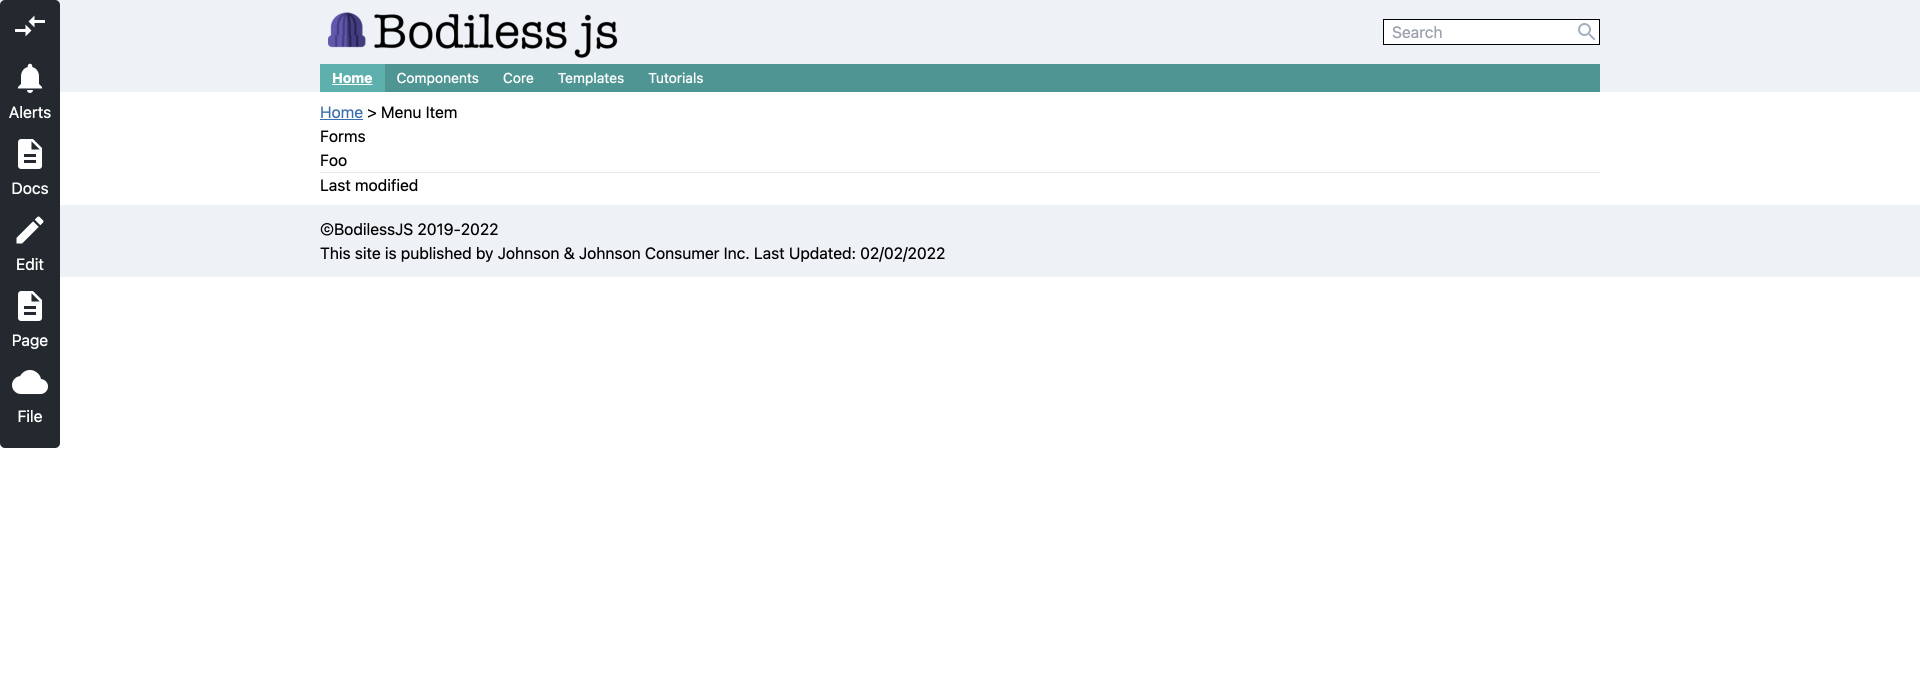 Bodiless js
Search
Home Components Core Templates Tutorials
Alerts
Docs
Edit
Page
File
Home > Menu Item
Forms
Foo
Last modified
©BodilessJS 2019-2022
This site is published by Johnson & Johnson Consumer Inc. Last Updated: 02/02/2022